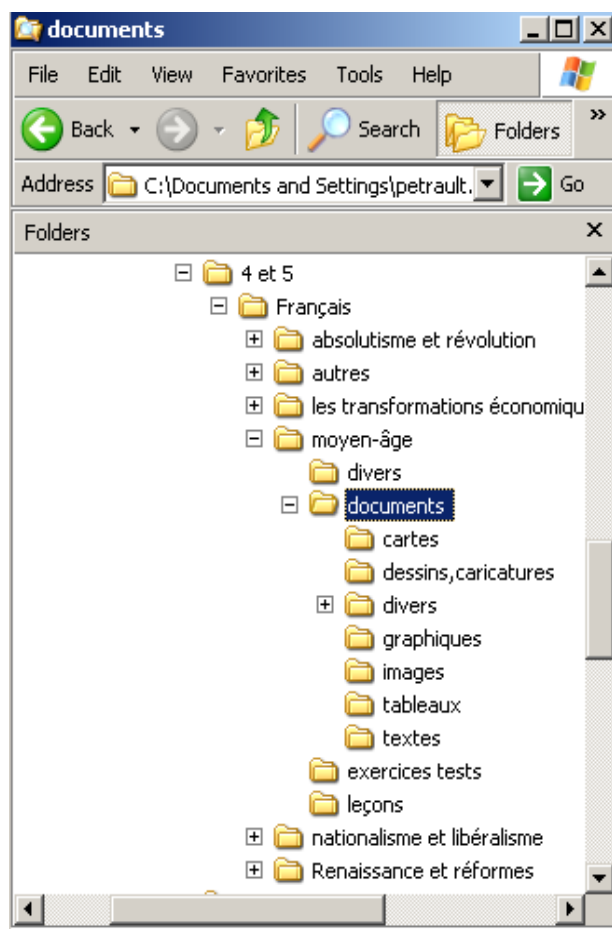 documents
File Edit View Favorites Tools Help
Back Search Folders »
Address C:\Documents and Settings\petrault. Go
Folders
4 et 5
Français
absolutisme et révolution
autres
les transformations économiqu
moyen-âge
divers
documents
cartes
dessins,caricatures
divers
graphiques
images
tableaux
textes
exercices tests
leçons
nationalisme et libéralisme
Renaissance et réformes